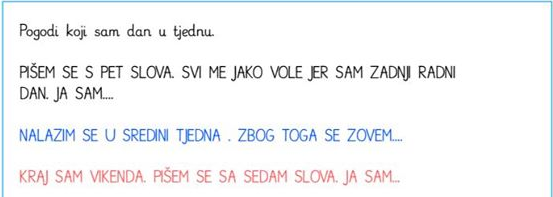 Pogodi koji sam dan u tjednu.
PIŠEM SE S PET SLOVA. SVI ME JAKO VOLE JER SAM ZADNJI RADNI
DAN. JA SAM....
NALAZIM SE U SREDINI TJEDNA . ZBOG TOGA SE ZOVEM....
KRAJ SAM VIKENDA. PIŠEM SE SA SEDAM SLOVA. JA SAM...